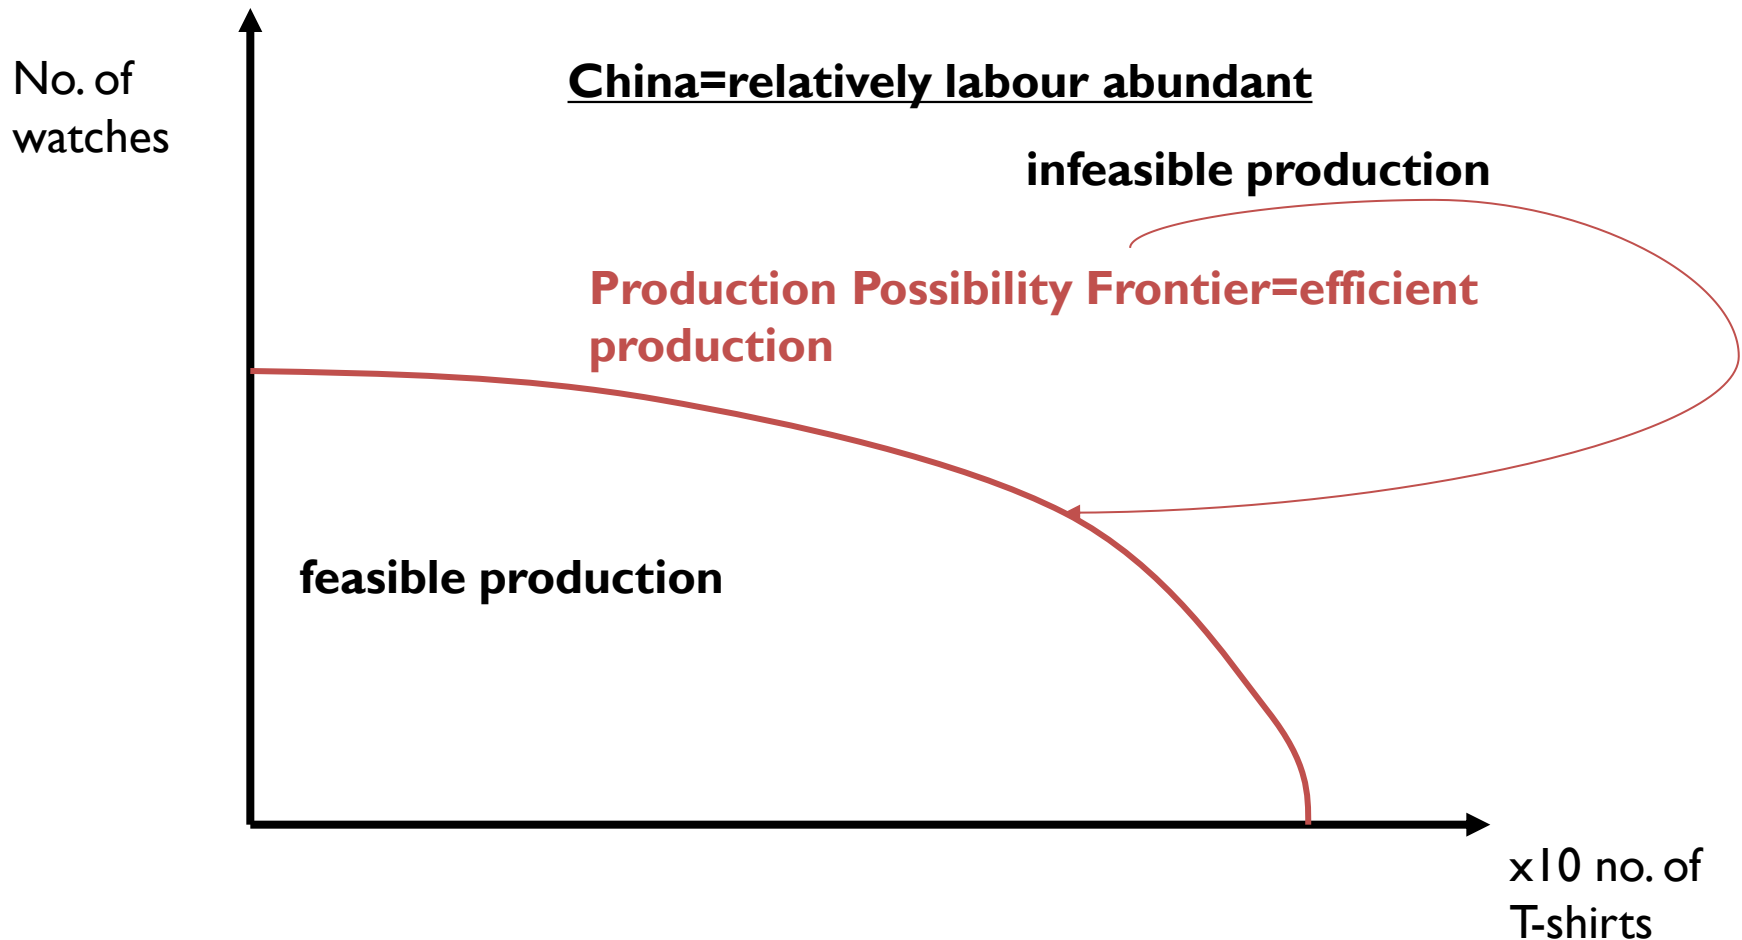 No. of
watches
China=relatively labour abundant
infeasible production
Production Possibility Frontier=efficient
production
feasible production
x10 no. of
T-shirts